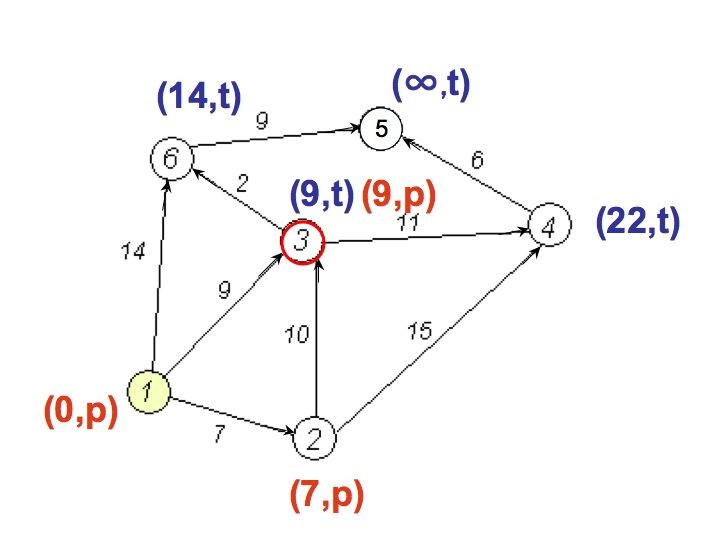 (∞,t)
(14,t)
9
5
6
6
2
(9,t) (9,p)
11
4
(22,t)
3
14
9
10
15
1
(0,p)
7
2
(7,p)